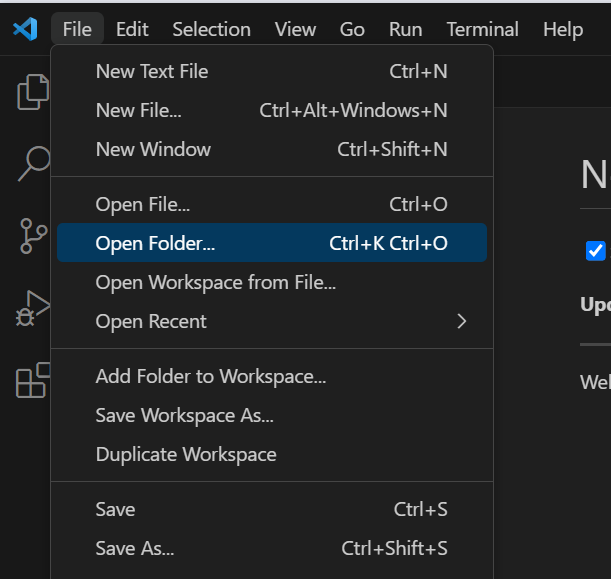 File Edit Selection View Go Run Terminal Help
New Text File Ctrl+N
New File... Ctrl+Alt+Windows+N
New Window Ctrl+Shift+N
Open File... Ctrl+O
Open Folder... Ctrl+K Ctrl+O
Open Workspace from File...
Open Recent
Add Folder to Workspace...
Save Workspace As...
Duplicate Workspace
Save Ctrl+S
Save As... Ctrl+Shift+S